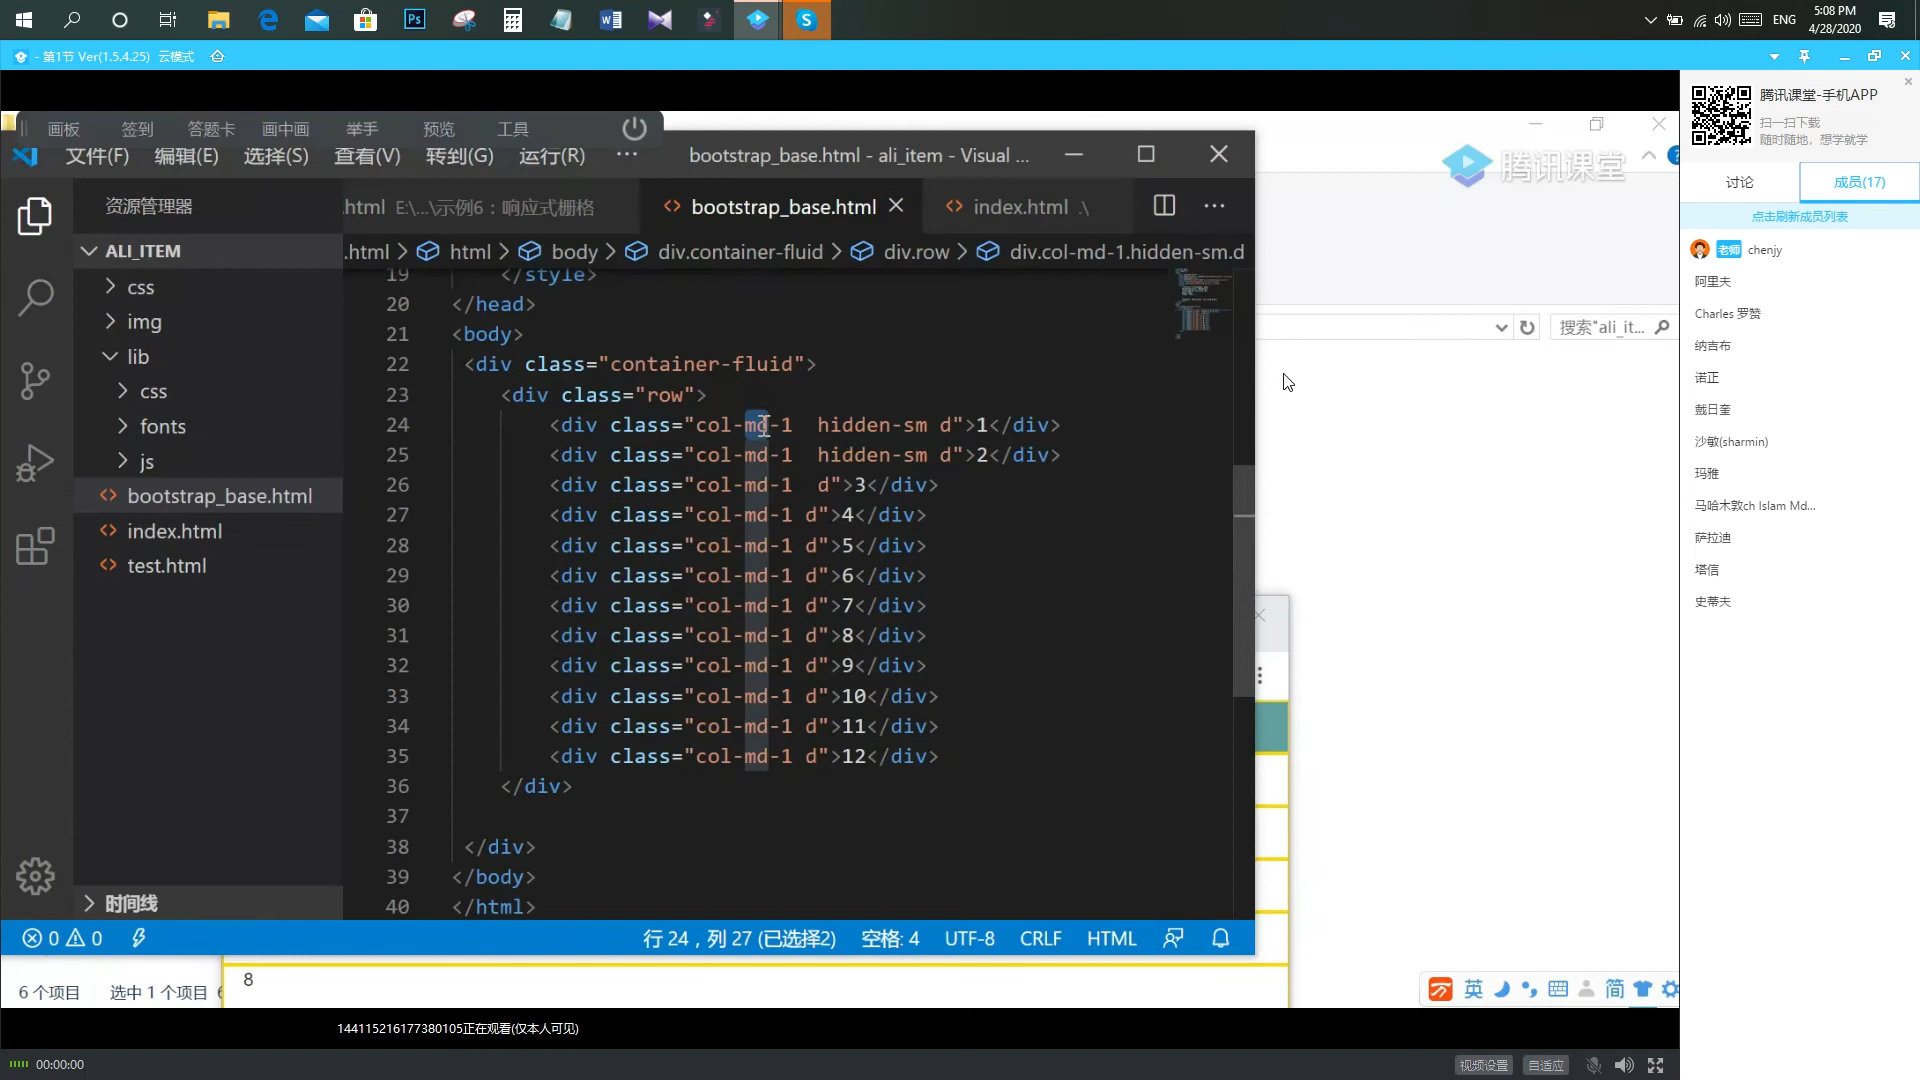 5:08 PM
ENG
4/28/2020
- 第1节 Ver(1.5.4.25) 云模式
画板 签到 答题卡 画中画 举手 预览 工具
文件(F) 编辑(E) 选择(S) 查看(V) 转到(G) 运行(R) ··· bootstrap_base.html - ali_item - Visual ...
资源管理器
.html E:\...\示例6：响应式栅格 bootstrap_base.html index.html .\
.html > html > body > div.container-fluid > div.row > div.col-md-1.hidden-sm.d
ALI_ITEM
css
img
lib
css
fonts
js
bootstrap_base.html
index.html
test.html
时间线
19 </style>
20 </head>
21 <body>
22 <div class="container-fluid">
23 <div class="row">
24 <div class="col-md-1  hidden-sm d">1</div>
25 <div class="col-md-1  hidden-sm d">2</div>
26 <div class="col-md-1  d">3</div>
27 <div class="col-md-1 d">4</div>
28 <div class="col-md-1 d">5</div>
29 <div class="col-md-1 d">6</div>
30 <div class="col-md-1 d">7</div>
31 <div class="col-md-1 d">8</div>
32 <div class="col-md-1 d">9</div>
33 <div class="col-md-1 d">10</div>
34 <div class="col-md-1 d">11</div>
35 <div class="col-md-1 d">12</div>
36 </div>
37
38 </div>
39 </body>
40 </html>
0 0 行 24，列 27 (已选择2) 空格: 4 UTF-8 CRLF HTML
腾讯课堂
搜索"ali_it...
8
6 个项目 选中 1 个项目
英 简
144115216177380105正在观看(仅本人可见)
00:00:00
视频设置 自适应
腾讯课堂-手机APP
扫一扫下载
随时随地，想学就学
讨论 成员(17)
点击刷新成员列表
老师 chenjy
阿里夫
Charles 罗赞
纳吉布
诺正
戴日奎
沙敏(sharmin)
玛雅
马哈木敦ch Islam Md...
萨拉迪
塔信
史蒂夫